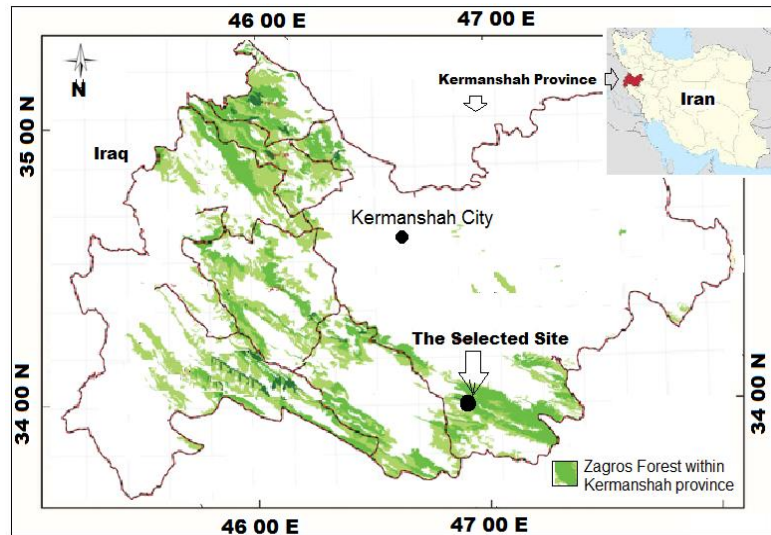 46 00 E
47 00 E
N
Kermanshah Province
Iran
35 00 N
Iraq
Kermanshah City
The Selected Site
34 00 N
34 00 N
Zagros Forest within
Kermanshah province
46 00 E
47 00 E